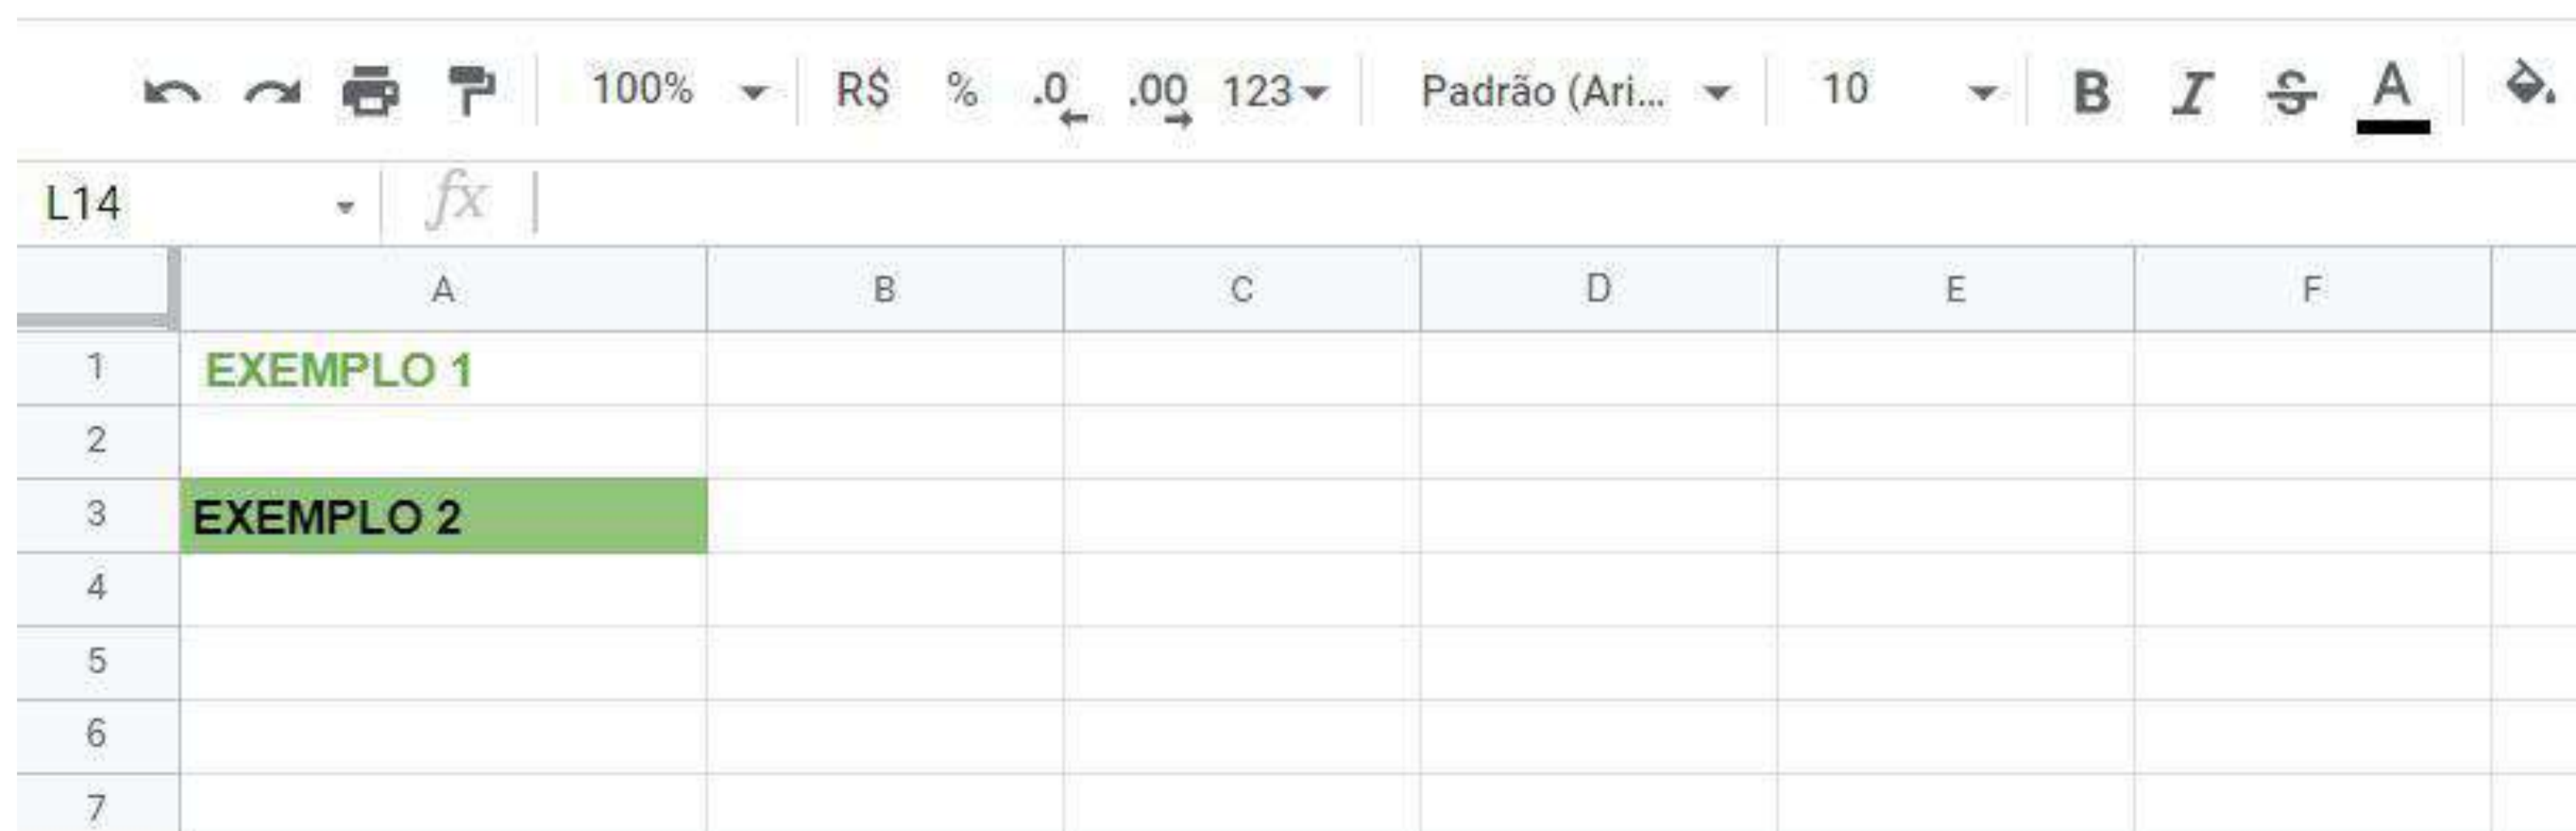 100% R$ % .0 .00 123 Padrão (Ari... 10 B I S A
L14 fx
A B C D E F
1 EXEMPLO 1
2
3 EXEMPLO 2
4
5
6
7